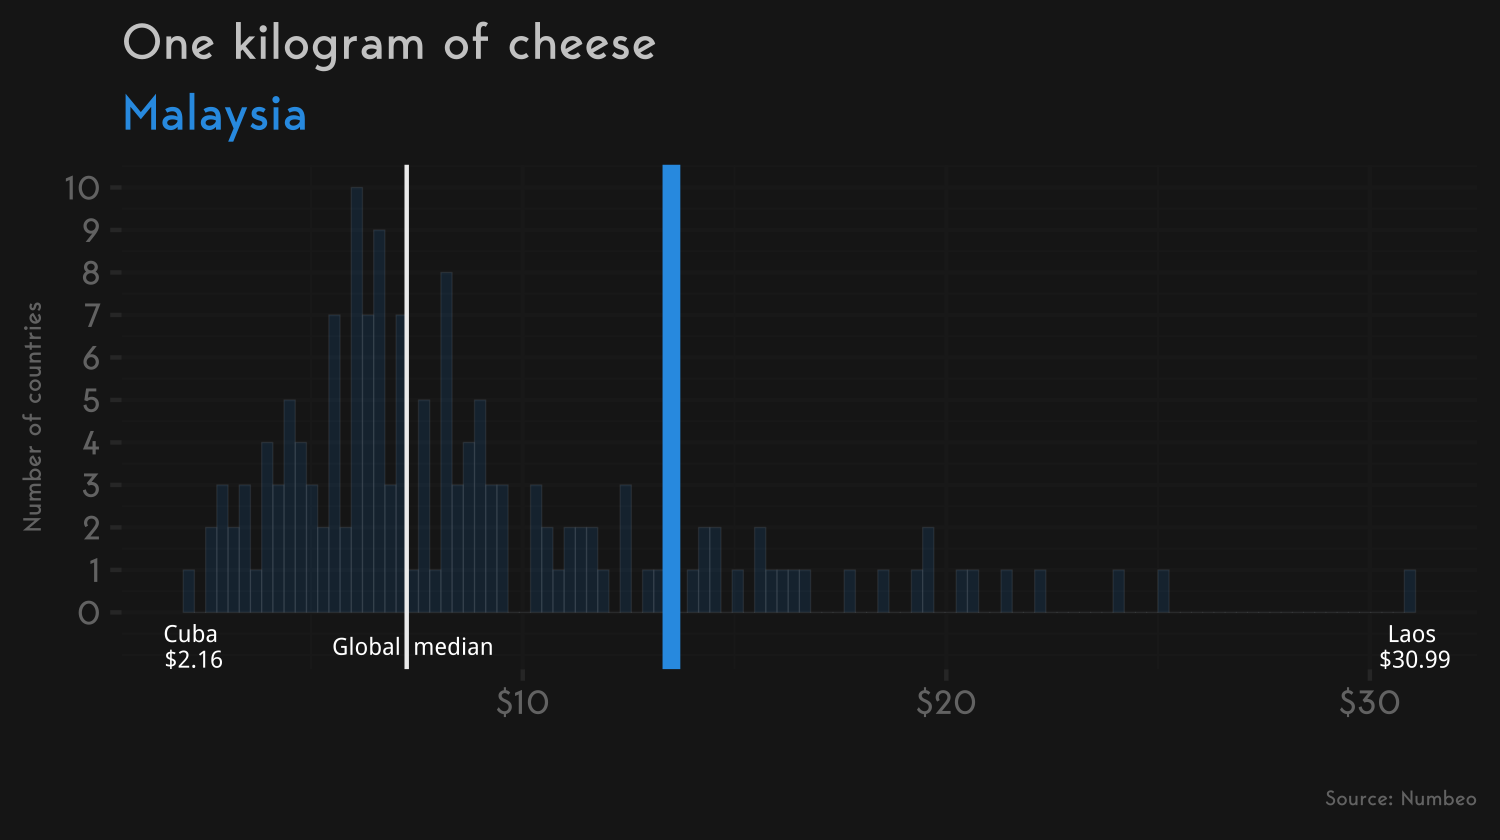 One kilogram of cheese
Malaysia
Number of countries
10
9
8
7
6
5
4
3
2
1
0
Cuba
$2.16
Global median
Laos
$30.99
$10
$20
$30
Source: Numbeo